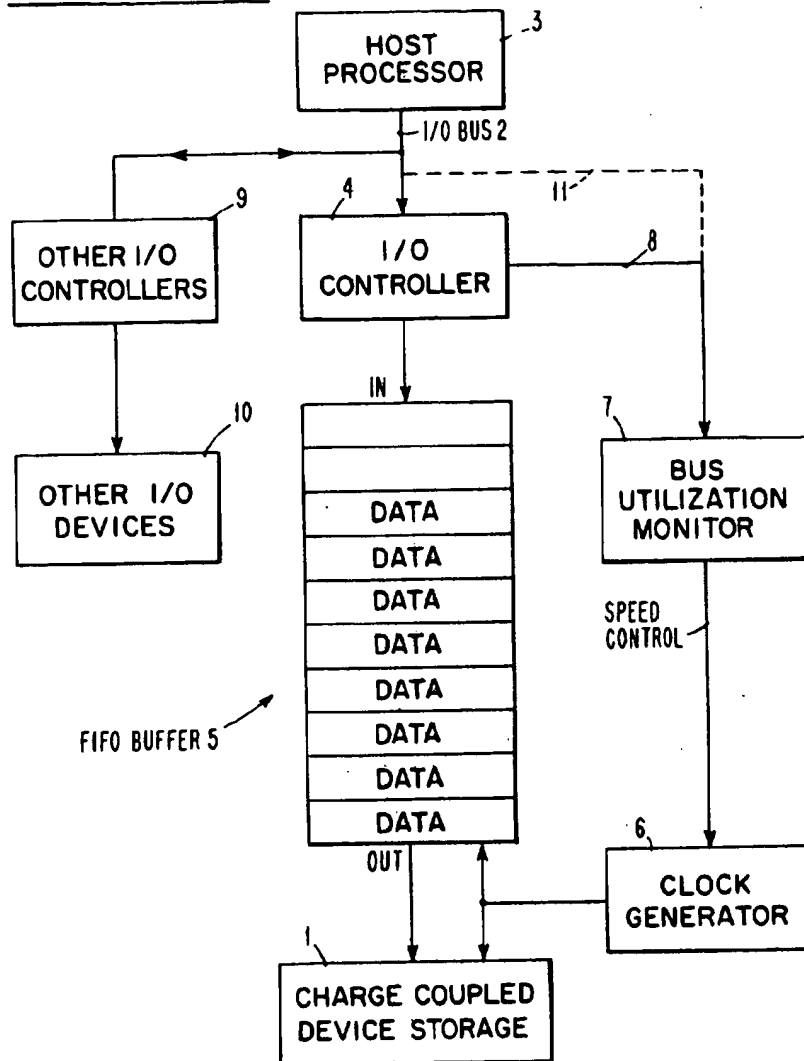 3
HOST
PROCESSOR
I/O BUS 2
11
9
4
8
OTHER I/O
CONTROLLERS
I/O
CONTROLLER
IN
10
7
OTHER I/O
DEVICES
BUS
UTILIZATION
MONITOR
DATA
DATA
DATA
DATA
DATA
DATA
DATA
DATA
SPEED
CONTROL
FIFO BUFFER 5
OUT
6
CLOCK
GENERATOR
1
CHARGE COUPLED
DEVICE STORAGE